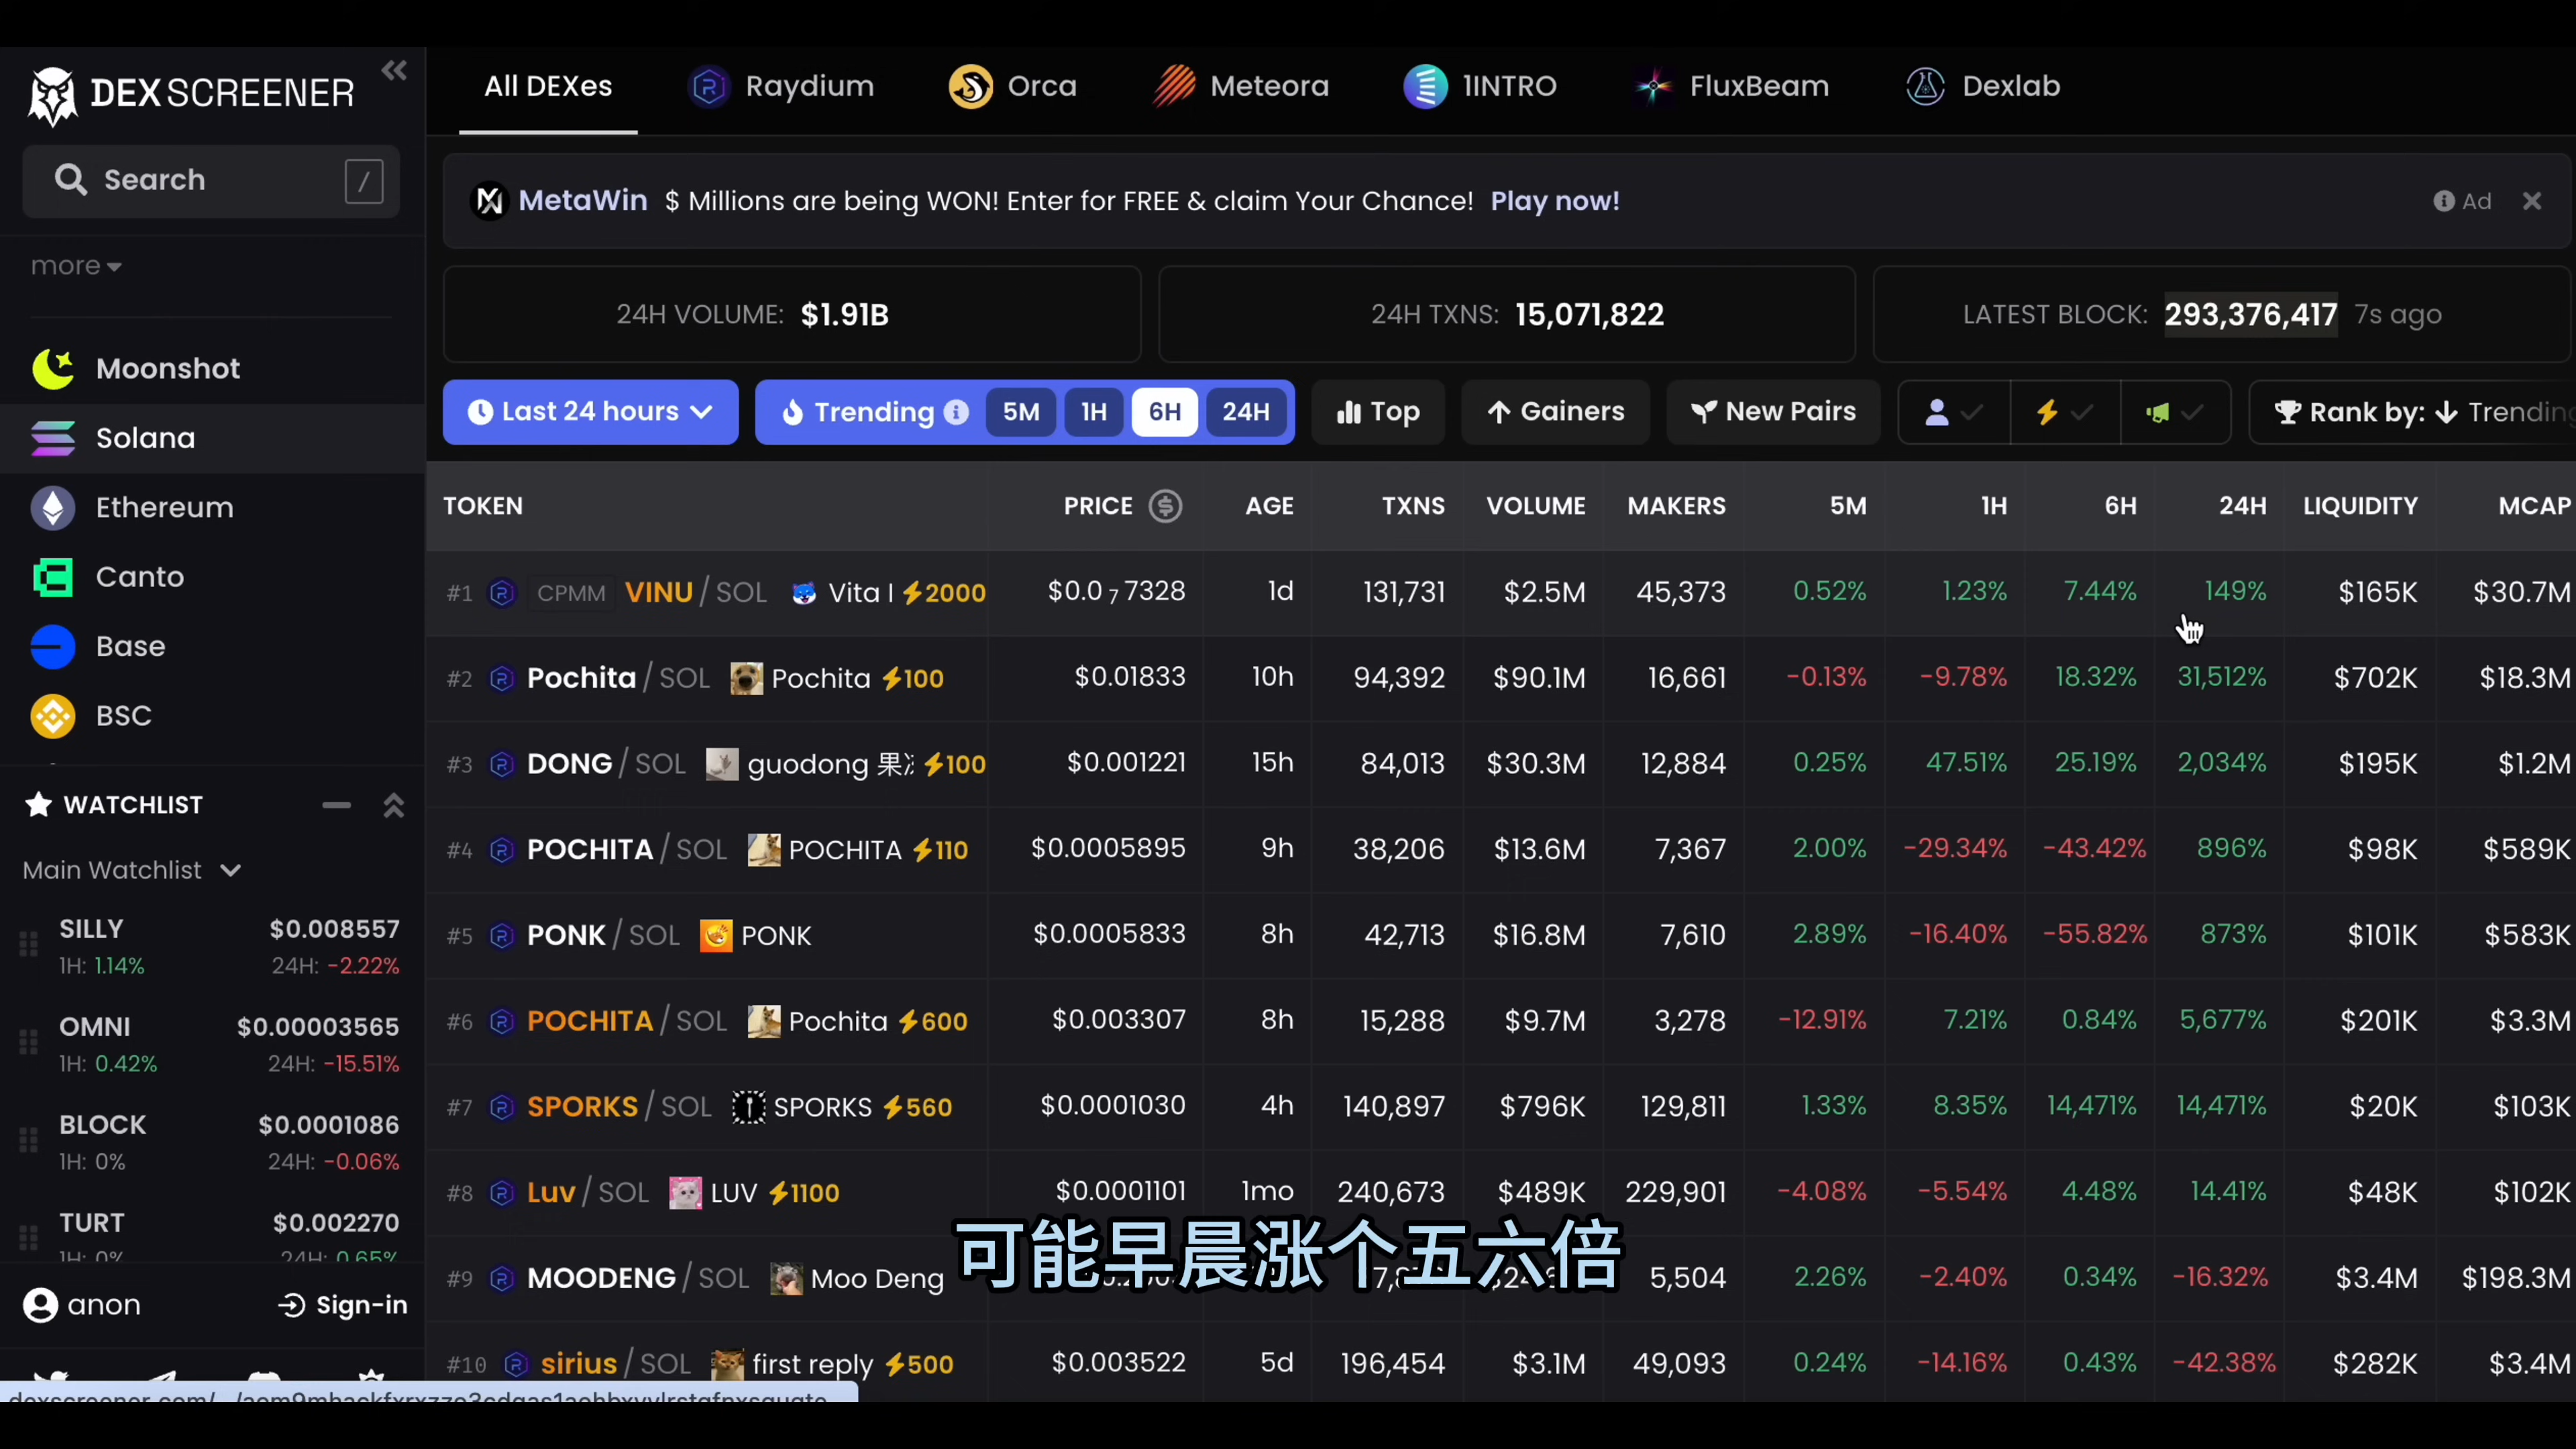 DEX SCREENER
Search /
more
Moonshot
Solana
Ethereum
Canto
Base
BSC
WATCHLIST
Main Watchlist
SILLY $0.008557
1H: 1.14% 24H: -2.22%
OMNI $0.00003565
1H: 0.42% 24H: -15.51%
BLOCK $0.0001086
1H: 0% 24H: -0.06%
TURT $0.002270
1H: 0% 24H: 0.65%
anon Sign-in
All DEXes Raydium Orca Meteora 1INTRO FluxBeam Dexlab
MetaWin $ Millions are being WON! Enter for FREE & claim Your Chance! Play now! Ad
24H VOLUME: $1.91B 24H TXNS: 15,071,822 LATEST BLOCK: 293,376,417 7s ago
Last 24 hours Trending 5M 1H 6H 24H Top Gainers New Pairs Rank by: Trending
TOKEN PRICE AGE TXNS VOLUME MAKERS 5M 1H 6H 24H LIQUIDITY MCAP
#1 CPMM VINU / SOL Vita I 2000 $0.0₇7328 1d 131,731 $2.5M 45,373 0.52% 1.23% 7.44% 149% $165K $30.7M
#2 Pochita / SOL Pochita 100 $0.01833 10h 94,392 $90.1M 16,661 -0.13% -9.78% 18.32% 31,512% $702K $18.3M
#3 DONG / SOL guodong 果 100 $0.001221 15h 84,013 $30.3M 12,884 0.25% 47.51% 25.19% 2,034% $195K $1.2M
#4 POCHITA / SOL POCHITA 110 $0.0005895 9h 38,206 $13.6M 7,367 2.00% -29.34% -43.42% 896% $98K $589K
#5 PONK / SOL PONK $0.0005833 8h 42,713 $16.8M 7,610 2.89% -16.40% -55.82% 873% $101K $583K
#6 POCHITA / SOL Pochita 600 $0.003307 8h 15,288 $9.7M 3,278 -12.91% 7.21% 0.84% 5,677% $201K $3.3M
#7 SPORKS / SOL SPORKS 560 $0.0001030 4h 140,897 $796K 129,811 1.33% 8.35% 14,471% 14,471% $20K $103K
#8 Luv / SOL LUV 1100 $0.0001101 1mo 240,673 $489K 229,901 -4.08% -5.54% 4.48% 14.41% $48K $102K
#9 MOODENG / SOL Moo Deng 5,504 2.26% -2.40% 0.34% -16.32% $3.4M $198.3M
可能早晨涨个五六倍
#10 sirius / SOL first reply 500 $0.003522 5d 196,454 $3.1M 49,093 0.24% -14.16% 0.43% -42.38% $282K $3.4M